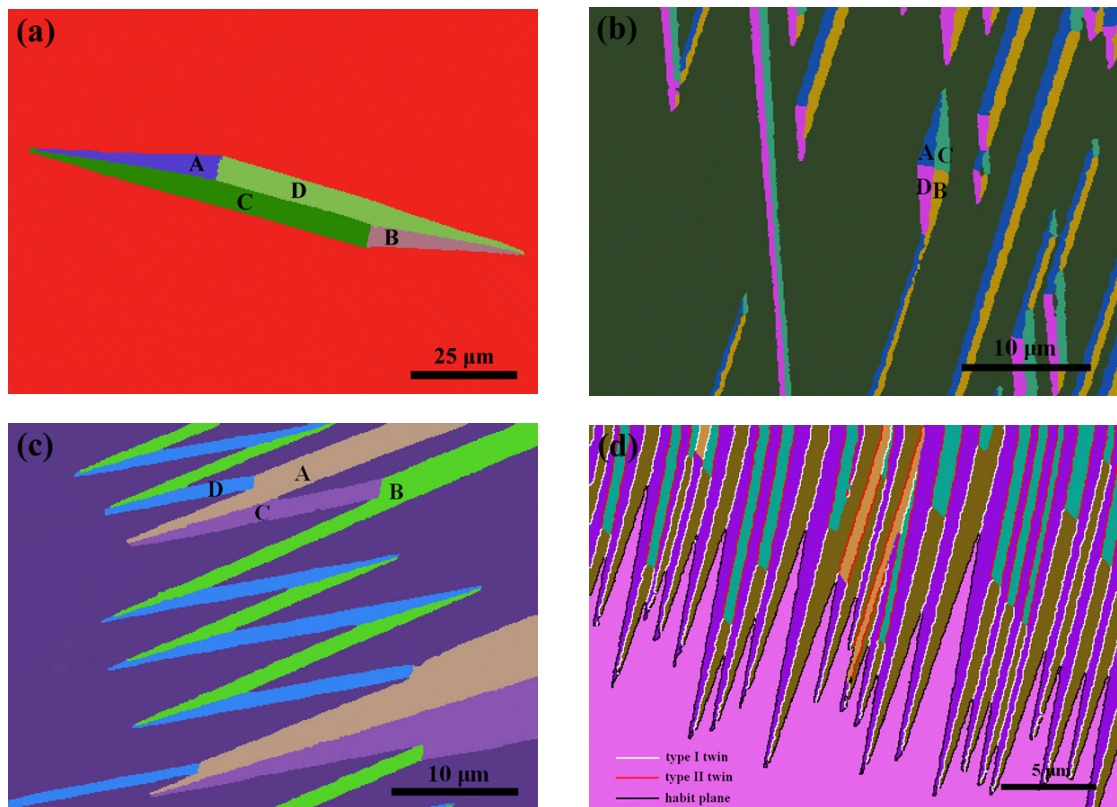 (a)
A
D
C
B
25 μm
(b)
A C
D B
10 μm
(c)
A
D
B
C
10 μm
(d)
type I twin
type II twin
habit plane
5 μm